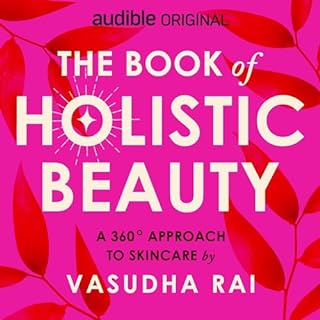 audible ORIGINAL
THE BOOK of
HOLISTIC
BEAUTY
A 360° APPROACH
TO SKINCARE by
VASUDHA RAI